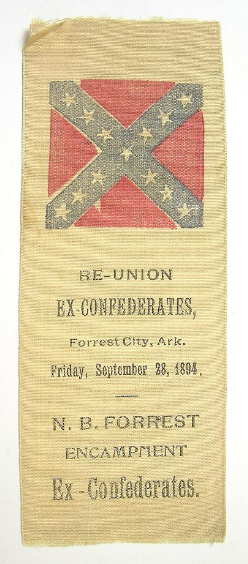 RE-UNION
EX-CONFEDERATES,
Forrest City, Ark.
Friday, September 28, 1894.
N. B. FORREST
ENCAMPMENT
Ex-Confederates.